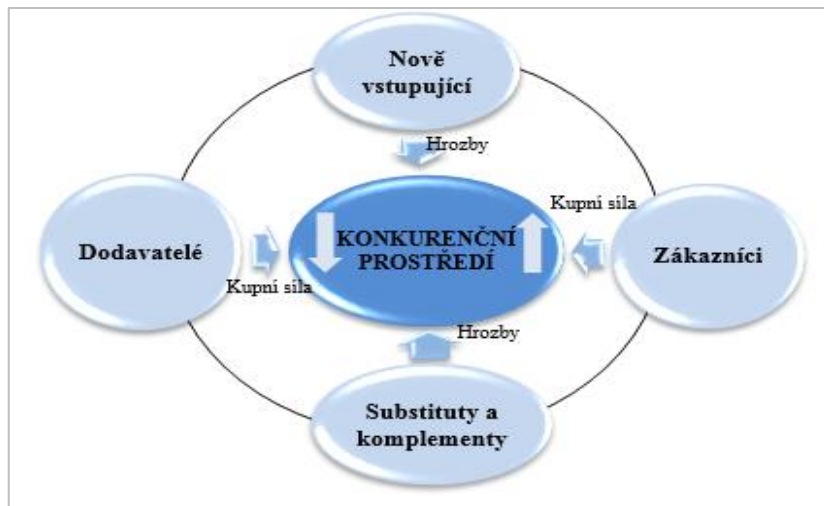 Nově
vstupující
Hrozby
Kupní síla
Dodavatelé
KONKURENČNÍ
PROSTŘEDÍ
Zákazníci
Kupní síla
Hrozby
Substituty a
komplementy